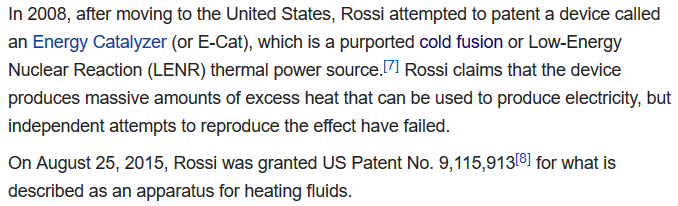 In 2008, after moving to the United States, Rossi attempted to patent a device called
an Energy Catalyzer (or E-Cat), which is a purported cold fusion or Low-Energy
Nuclear Reaction (LENR) thermal power source.[7] Rossi claims that the device
produces massive amounts of excess heat that can be used to produce electricity, but
independent attempts to reproduce the effect have failed.
On August 25, 2015, Rossi was granted US Patent No. 9,115,913[8] for what is
described as an apparatus for heating fluids.